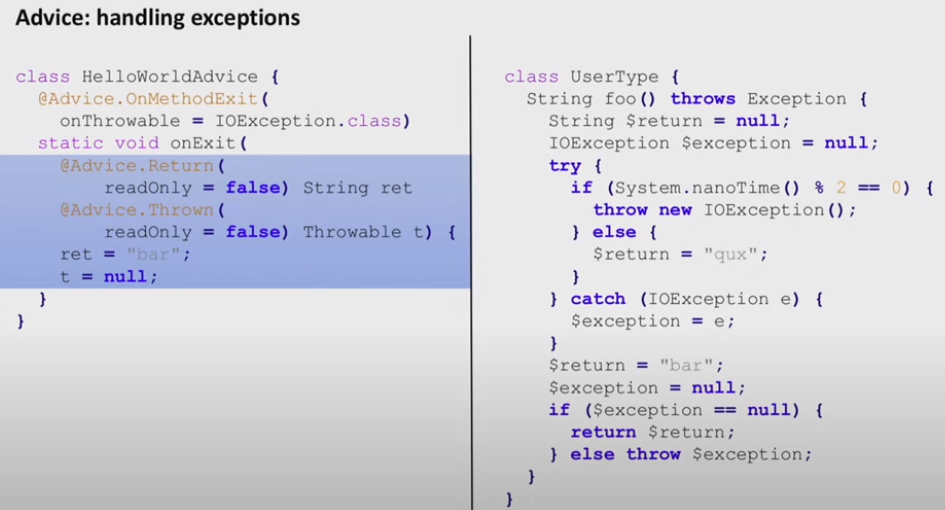 Advice: handling exceptions
class HelloWorldAdvice {
@Advice.OnMethodExit(
onThrowable = IOException.class)
static void onExit(
@Advice.Return(
readOnly = false) String ret
@Advice.Thrown(
readOnly = false) Throwable t) {
ret = "bar";
t = null;
}
}
class UserType {
String foo() throws Exception {
String $return = null;
IOException $exception = null;
try {
if (System.nanoTime() % 2 == 0) {
throw new IOException();
} else {
$return = "qux";
}
} catch (IOException e) {
$exception = e;
}
$return = "bar";
$exception = null;
if ($exception == null) {
return $return;
} else throw $exception;
}
}